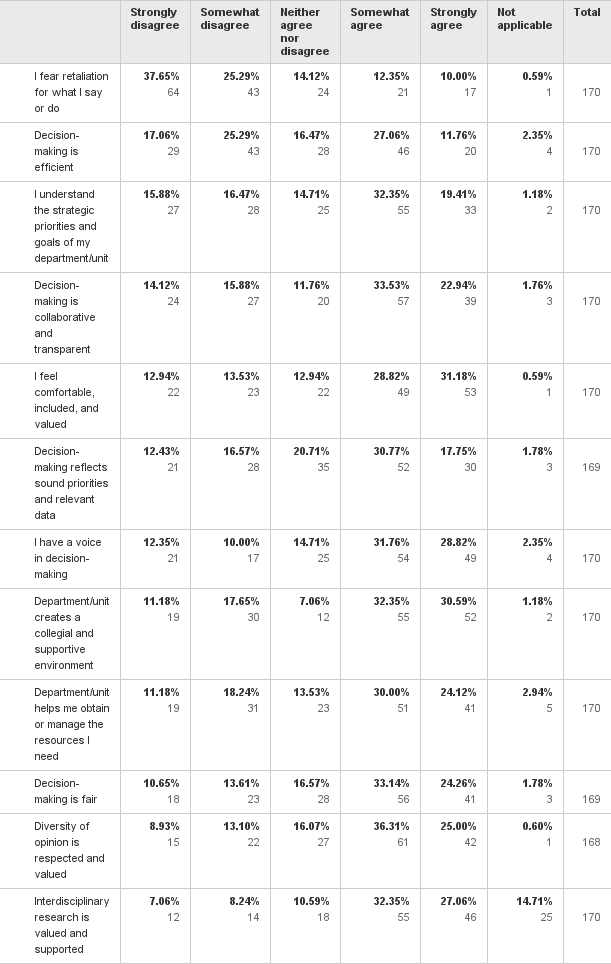 Strongly disagree Somewhat disagree Neither agree nor disagree Somewhat agree Strongly agree Not applicable Total
I fear retaliation 37.65% 25.29% 14.12% 12.35% 10.00% 0.59%
for what I say 64 43 24 21 17 1 170
or do
Decision- 17.06% 25.29% 16.47% 27.06% 11.76% 2.35%
making is 29 43 28 46 20 4 170
efficient
I understand 15.88% 16.47% 14.71% 32.35% 19.41% 1.18%
the strategic 27 28 25 55 33 2 170
priorities and
goals of my
department/unit
Decision- 14.12% 15.88% 11.76% 33.53% 22.94% 1.76%
making is 24 27 20 57 39 3 170
collaborative
and
transparent
I feel 12.94% 13.53% 12.94% 28.82% 31.18% 0.59%
comfortable, 22 23 22 49 53 1 170
included, and
valued
Decision- 12.43% 16.57% 20.71% 30.77% 17.75% 1.78%
making reflects 21 28 35 52 30 3 169
sound priorities
and relevant
data
I have a voice 12.35% 10.00% 14.71% 31.76% 28.82% 2.35%
in decision- 21 17 25 54 49 4 170
making
Department/unit 11.18% 17.65% 7.06% 32.35% 30.59% 1.18%
creates a 19 30 12 55 52 2 170
collegial and
supportive
environment
Department/unit 11.18% 18.24% 13.53% 30.00% 24.12% 2.94%
helps me obtain 19 31 23 51 41 5 170
or manage the
resources I
need
Decision- 10.65% 13.61% 16.57% 33.14% 24.26% 1.78%
making is fair 18 23 28 56 41 3 169
Diversity of 8.93% 13.10% 16.07% 36.31% 25.00% 0.60%
opinion is 15 22 27 61 42 1 168
respected and
valued
Interdisciplinary 7.06% 8.24% 10.59% 32.35% 27.06% 14.71%
research is 12 14 18 55 46 25 170
valued and
supported